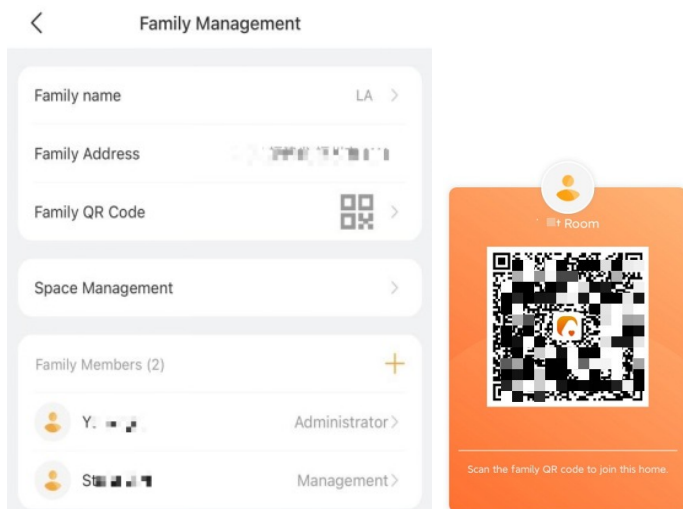 Family Management
Family name
LA
Family Address
Family QR Code
Space Management
Family Members (2)
Administrator
Management
Room
Scan the family QR code to join this home.